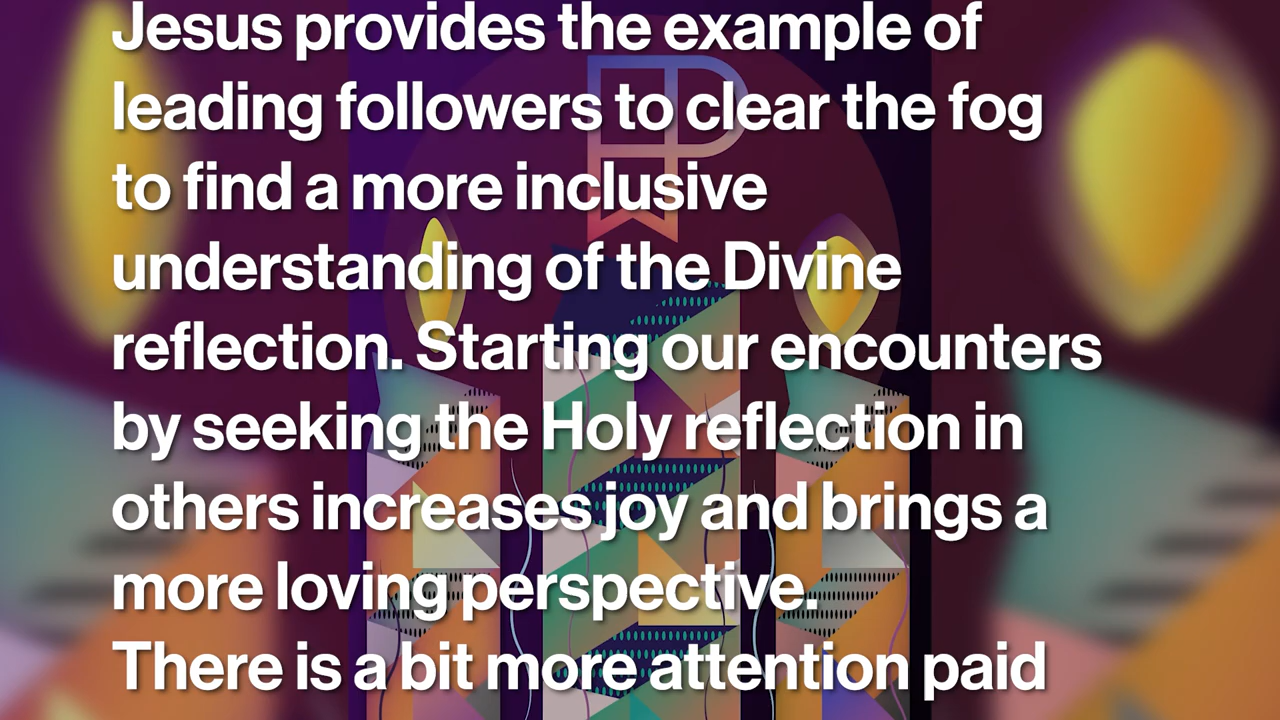 Jesus provides the example of
leading followers to clear the fog
to find a more inclusive
understanding of the Divine
reflection. Starting our encounters
by seeking the Holy reflection in
others increases joy and brings a
more loving perspective.
There is a bit more attention paid